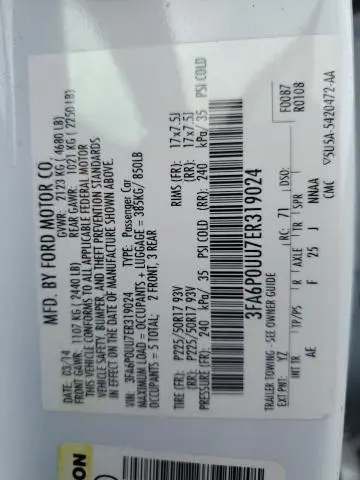 MFD. BY FORD MOTOR CO.
DATE: 03/14 GVWR: 2123 KG (4680 LB)
FRONT GAWR: 1107 KG (2440 LB) REAR GAWR: 1021 KG (2250 LB)
THIS VEHICLE CONFORMS TO ALL APPLICABLE FEDERAL MOTOR
VEHICLE SAFETY, BUMPER, AND THEFT PREVENTION STANDARDS
IN EFFECT ON THE DATE OF MANUFACTURE SHOWN ABOVE.
VIN: 3FA6P0UU7ER319024 TYPE: Passenger Car
MAXIMUM LOAD = OCCUPANTS + LUGGAGE = 385KG/ 850LB
OCCUPANTS = 5 TOTAL; 2 FRONT, 3 REAR
TIRE (FR): P225/50R17 93V RIMS (FR): 17x7.5J
(RR): P225/50R17 93V (RR): 17x7.5J
PRESSURE (FR): 240 kPa/ 35 PSI COLD (RR): 240 kPa/ 35 PSI COLD
3FA6P0UU7ER319024
TRAILER TOWING - SEE OWNER GUIDE
F0087
R0108
EXT PNT: YZ RC: 71 DSO:
INT TR TP/PS R AXLE TR SPR
AE F 25 J NNAA
CMC 5U5A-5420472-AA
ON